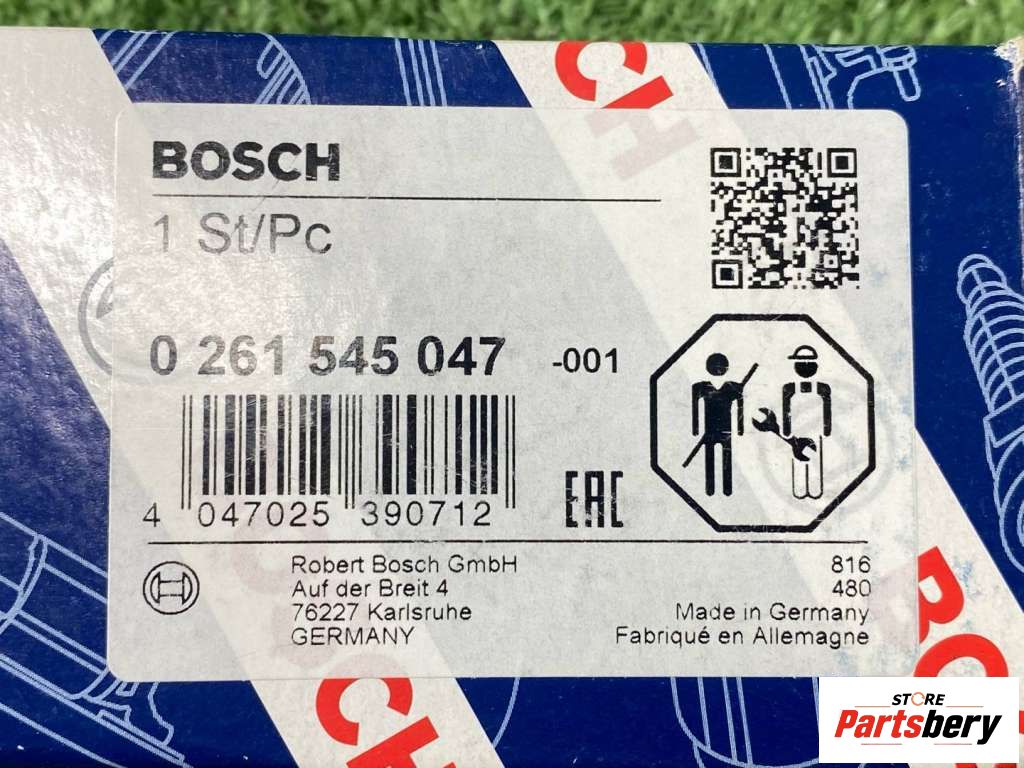 BOSCH
1 St/Pc
0 261 545 047 -001
4 047025 390712
EAC
Robert Bosch GmbH
Auf der Breit 4
76227 Karlsruhe
GERMANY
816
480
Made in Germany
Fabriqué en Allemagne
STORE
Partsbery